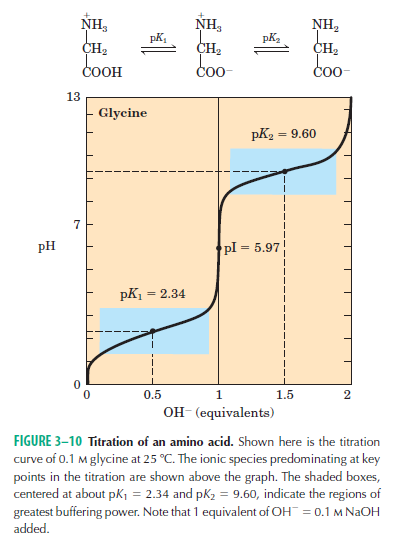 +NH₃ +NH₃ NH₂
pK₁ pK₂
CH₂ CH₂ CH₂
COOH COO⁻ COO⁻
13
Glycine
pK₂ = 9.60
7
pH
pI = 5.97
pK₁ = 2.34
0
0 0.5 1 1.5 2
OH⁻ (equivalents)
FIGURE 3–10 Titration of an amino acid. Shown here is the titration
curve of 0.1 M glycine at 25 °C. The ionic species predominating at key
points in the titration are shown above the graph. The shaded boxes,
centered at about pK₁ = 2.34 and pK₂ = 9.60, indicate the regions of
greatest buffering power. Note that 1 equivalent of OH⁻ = 0.1 M NaOH
added.